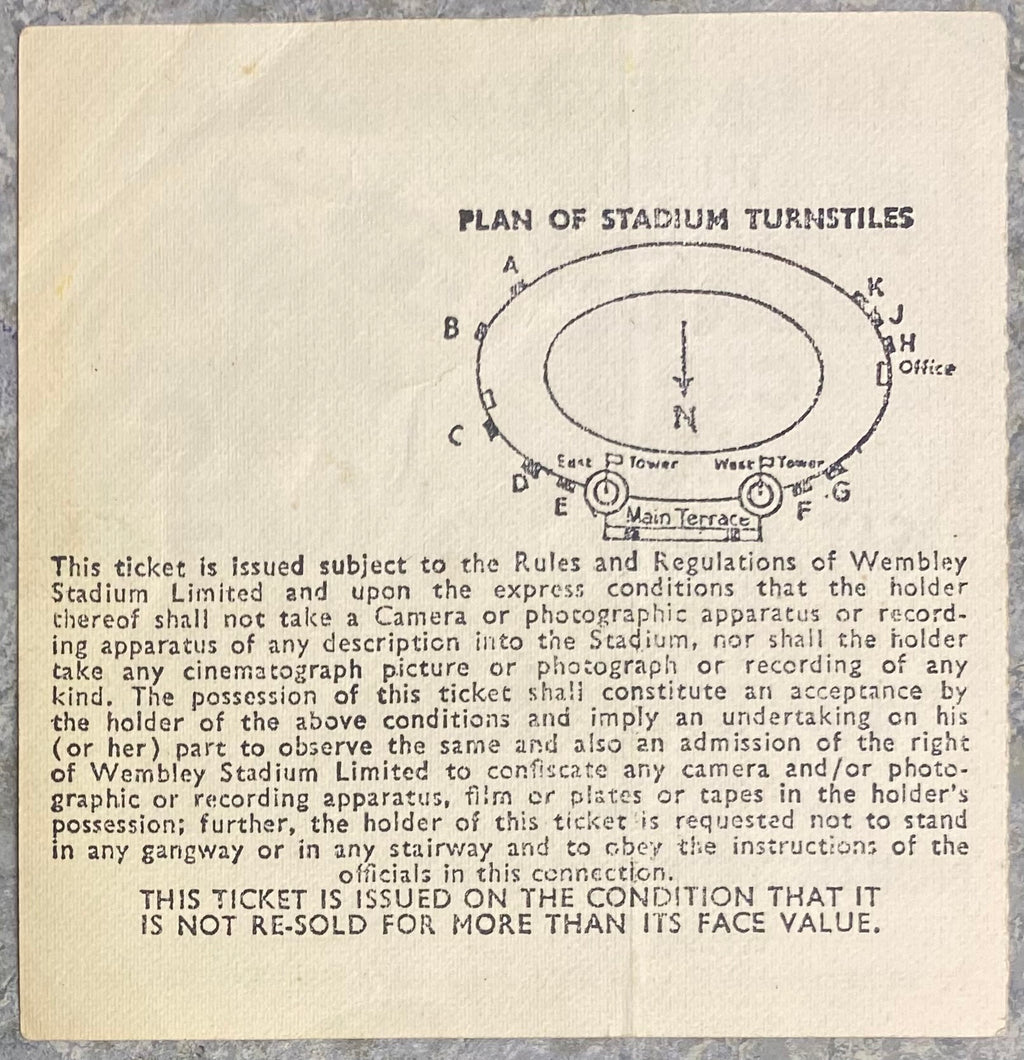 PLAN OF STADIUM TURNSTILES
A
K
B
J
H
Office
N
C
East Tower
West Tower
D
E
F
G
Main Terrace
This ticket is issued subject to the Rules and Regulations of Wembley
Stadium Limited and upon the express conditions that the holder
thereof shall not take a Camera or photographic apparatus or record-
ing apparatus of any description into the Stadium, nor shall the holder
take any cinematograph picture or photograph or recording of any
kind. The possession of this ticket shall constitute an acceptance by
the holder of the above conditions and imply an undertaking on his
(or her) part to observe the same and also an admission of the right
of Wembley Stadium Limited to confiscate any camera and/or photo-
graphic or recording apparatus, film or plates or tapes in the holder's
possession; further, the holder of this ticket is requested not to stand
in any gangway or in any stairway and to obey the instructions of the
officials in this connection.
THIS TICKET IS ISSUED ON THE CONDITION THAT IT
IS NOT RE-SOLD FOR MORE THAN ITS FACE VALUE.